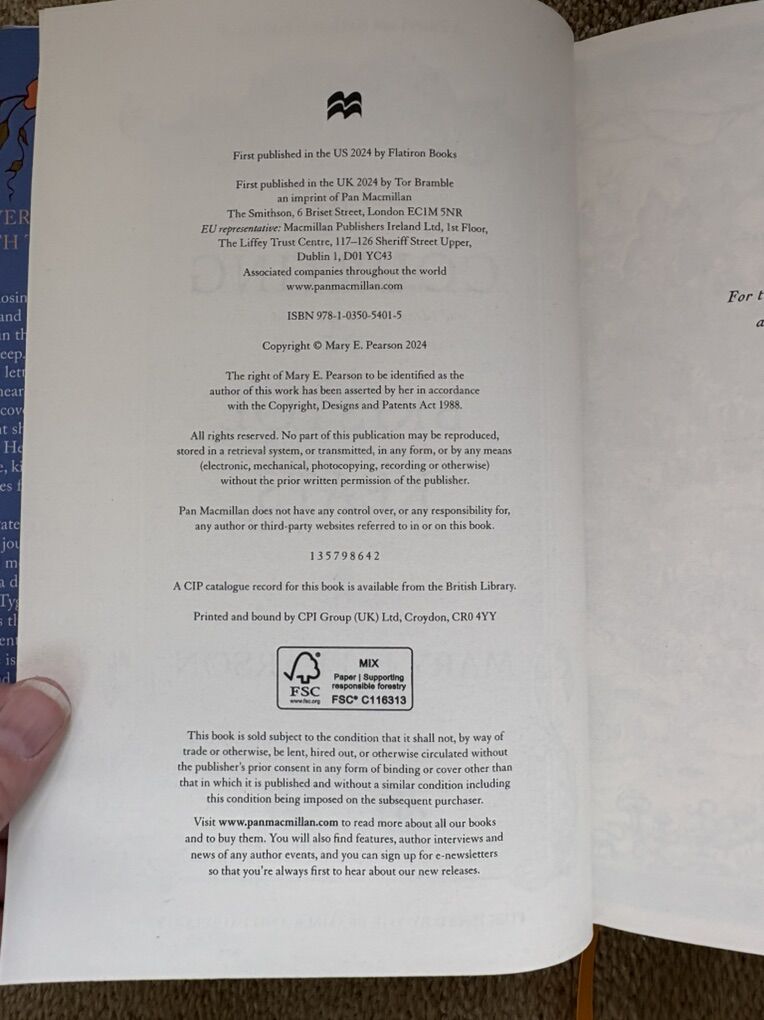 First published in the US 2024 by Flatiron Books
First published in the UK 2024 by Tor Bramble
an imprint of Pan Macmillan
The Smithson, 6 Briset Street, London EC1M 5NR
EU representative: Macmillan Publishers Ireland Ltd, 1st Floor,
The Liffey Trust Centre, 117–126 Sheriff Street Upper,
Dublin 1, D01 YC43
Associated companies throughout the world
www.panmacmillan.com
ISBN 978-1-0350-5401-5
Copyright © Mary E. Pearson 2024
The right of Mary E. Pearson to be identified as the
author of this work has been asserted by her in accordance
with the Copyright, Designs and Patents Act 1988.
All rights reserved. No part of this publication may be reproduced,
stored in a retrieval system, or transmitted, in any form, or by any means
(electronic, mechanical, photocopying, recording or otherwise)
without the prior written permission of the publisher.
Pan Macmillan does not have any control over, or any responsibility for,
any author or third-party websites referred to in or on this book.
1 3 5 7 9 8 6 4 2
A CIP catalogue record for this book is available from the British Library.
Printed and bound by CPI Group (UK) Ltd, Croydon, CR0 4YY
FSC
www.fsc.org
MIX
Paper | Supporting
responsible forestry
FSC® C116313
This book is sold subject to the condition that it shall not, by way of
trade or otherwise, be lent, hired out, or otherwise circulated without
the publisher's prior consent in any form of binding or cover other than
that in which it is published and without a similar condition including
this condition being imposed on the subsequent purchaser.
Visit www.panmacmillan.com to read more about all our books
and to buy them. You will also find features, author interviews and
news of any author events, and you can sign up for e-newsletters
so that you're always first to hear about our new releases.
For t
a